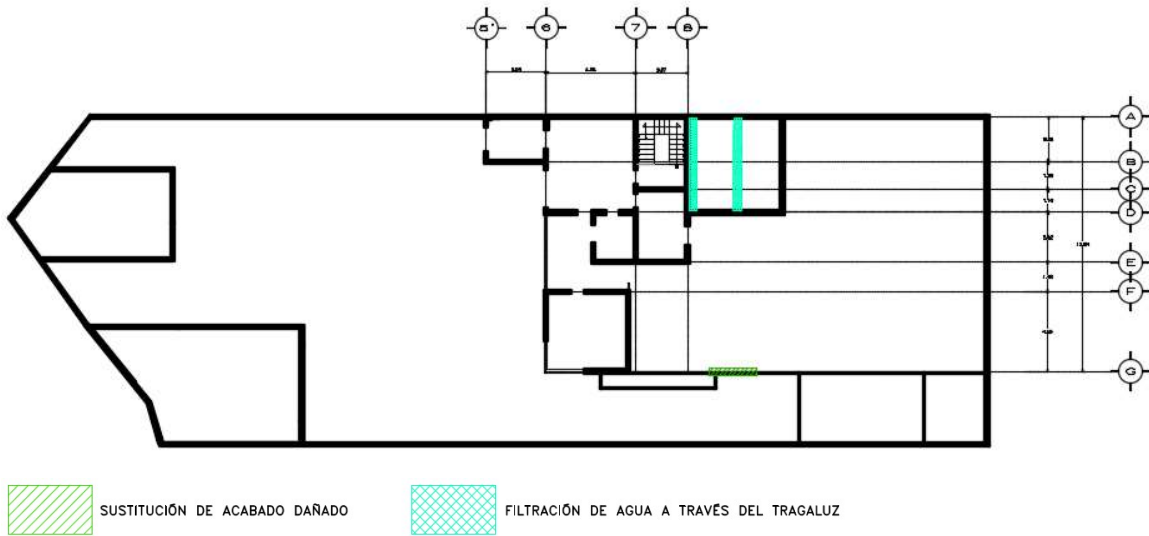 5' 6 7 8
A
B
C
D
E
F
G
SUSTITUCIÓN DE ACABADO DAÑADO
FILTRACIÓN DE AGUA A TRAVÉS DEL TRAGALUZ